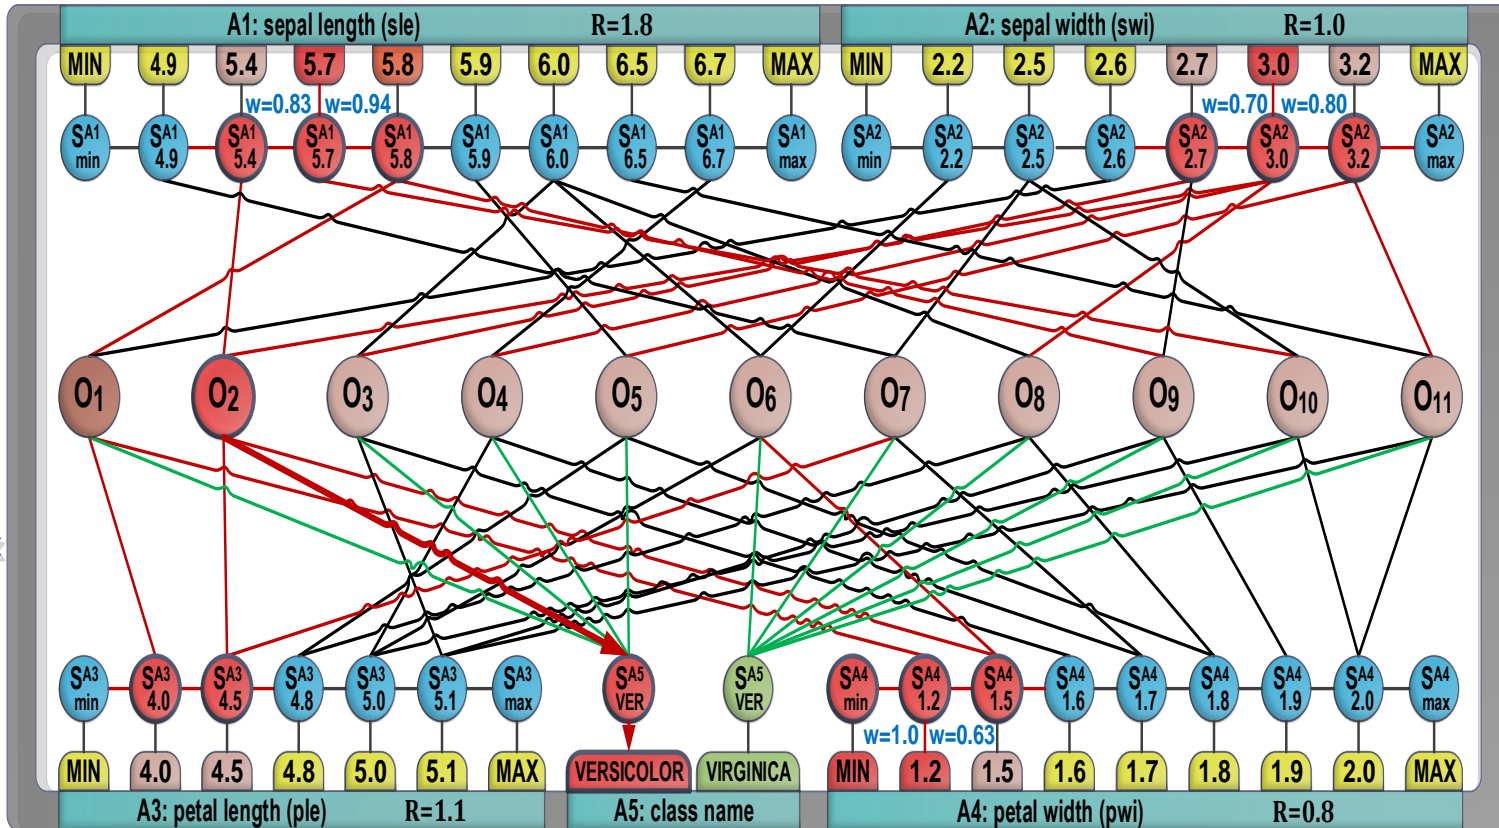 A1: sepal length (sle) R=1.8 A2: sepal width (swi) R=1.0
MIN 4.9 5.4 5.7 5.8 5.9 6.0 6.5 6.7 MAX MIN 2.2 2.5 2.6 2.7 3.0 3.2 MAX
w=0.83 w=0.94 w=0.70 w=0.80
SA1 SA1 SA1 SA1 SA1 SA1 SA1 SA1 SA1 SA1 SA2 SA2 SA2 SA2 SA2 SA2 SA2 SA2
min 4.9 5.4 5.7 5.8 5.9 6.0 6.5 6.7 max min 2.2 2.5 2.6 2.7 3.0 3.2 max
O1 O2 O3 O4 O5 O6 O7 O8 O9 O10 O11
SA3 SA3 SA3 SA3 SA3 SA3 SA3 SA5 SA5 SA4 SA4 SA4 SA4 SA4 SA4 SA4 SA4 SA4
min 4.0 4.5 4.8 5.0 5.1 max VER VER min 1.2 1.5 1.6 1.7 1.8 1.9 2.0 max
w=1.0 w=0.63
MIN 4.0 4.5 4.8 5.0 5.1 MAX VERSICOLOR VIRGINICA MIN 1.2 1.5 1.6 1.7 1.8 1.9 2.0 MAX
A3: petal length (ple) R=1.1 A5: class name A4: petal width (pwi) R=0.8